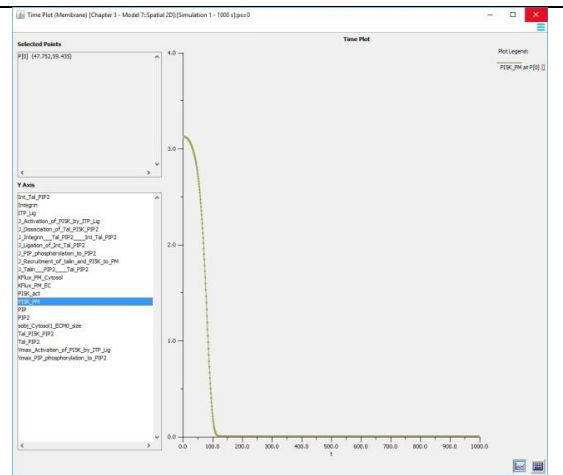 Time Plot (Membrane) [Chapter 3 - Model 7::Spatial 2D]:[Simulation 1 - 1000 s]:ps=0
Time Plot
Selected Points
P[0] (47.752,59.435)
Plot Legend:
PI5K_PM at P[0]
Y Axis
Int_Tal_PIP2
Integrin
ITP_Lig
J_Activation_of_PI5K_by_ITP_Lig
J_Dissociation_of_Tal_PI5K_PIP2
J_Integrin___Tal_PIP2____Int_Tal_PIP2
J_Ligation_of_Int_Tal_PIP2
J_PIP_phosphorylation_to_PIP2
J_Recruitment_of_talin_and_PI5K_to_PM
J_Talin___PIP2____Tal_PIP2
KFlux_PM_Cytosol
KFlux_PM_EC
PI5K_act
PI5K_PM
PIP
PIP2
sobj_Cytosol1_ECM0_size
Tal_PI5K_PIP2
Tal_PIP2
Vmax_Activation_of_PI5K_by_ITP_Lig
Vmax_PIP_phosphorylation_to_PIP2
4.0
3.0
2.0
1.0
0.0
0.0 100.0 200.0 300.0 400.0 500.0 600.0 700.0 800.0 900.0 1000.0
t